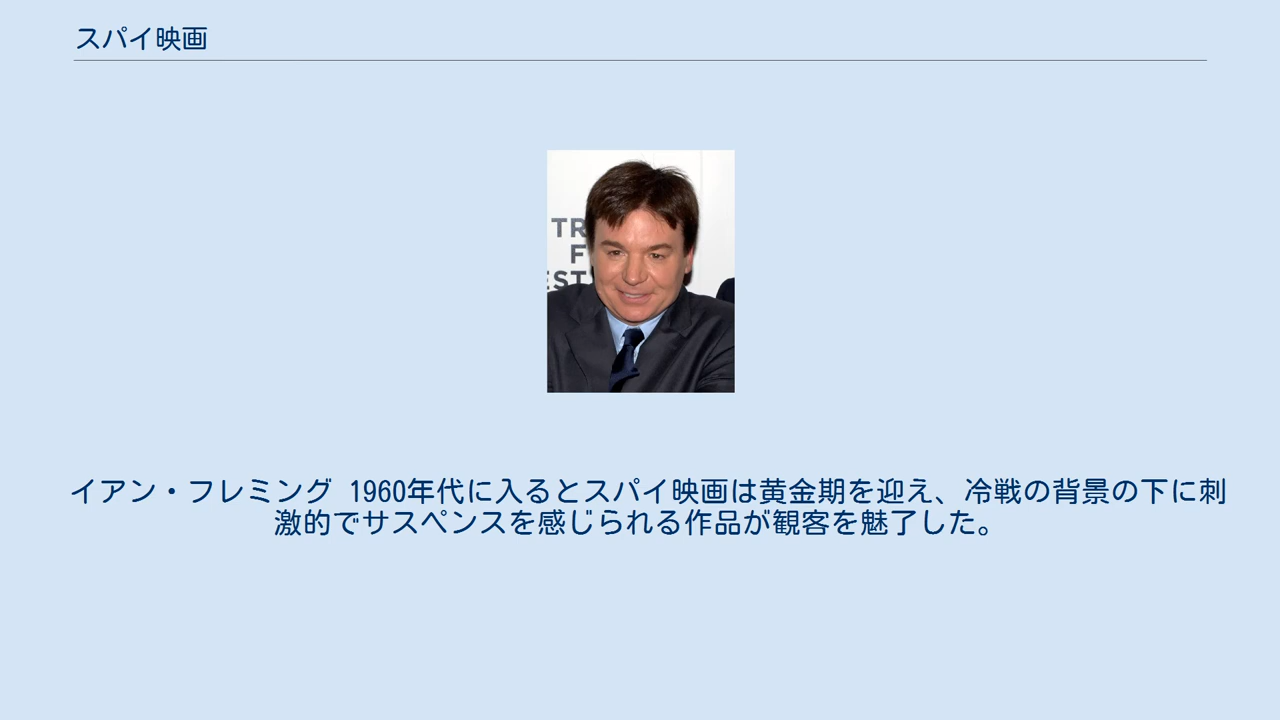 スパイ映画
TR
F
EST
イアン・フレミング 1960年代に入るとスパイ映画は黄金期を迎え、冷戦の背景の下に刺
激的でサスペンスを感じられる作品が観客を魅了した。